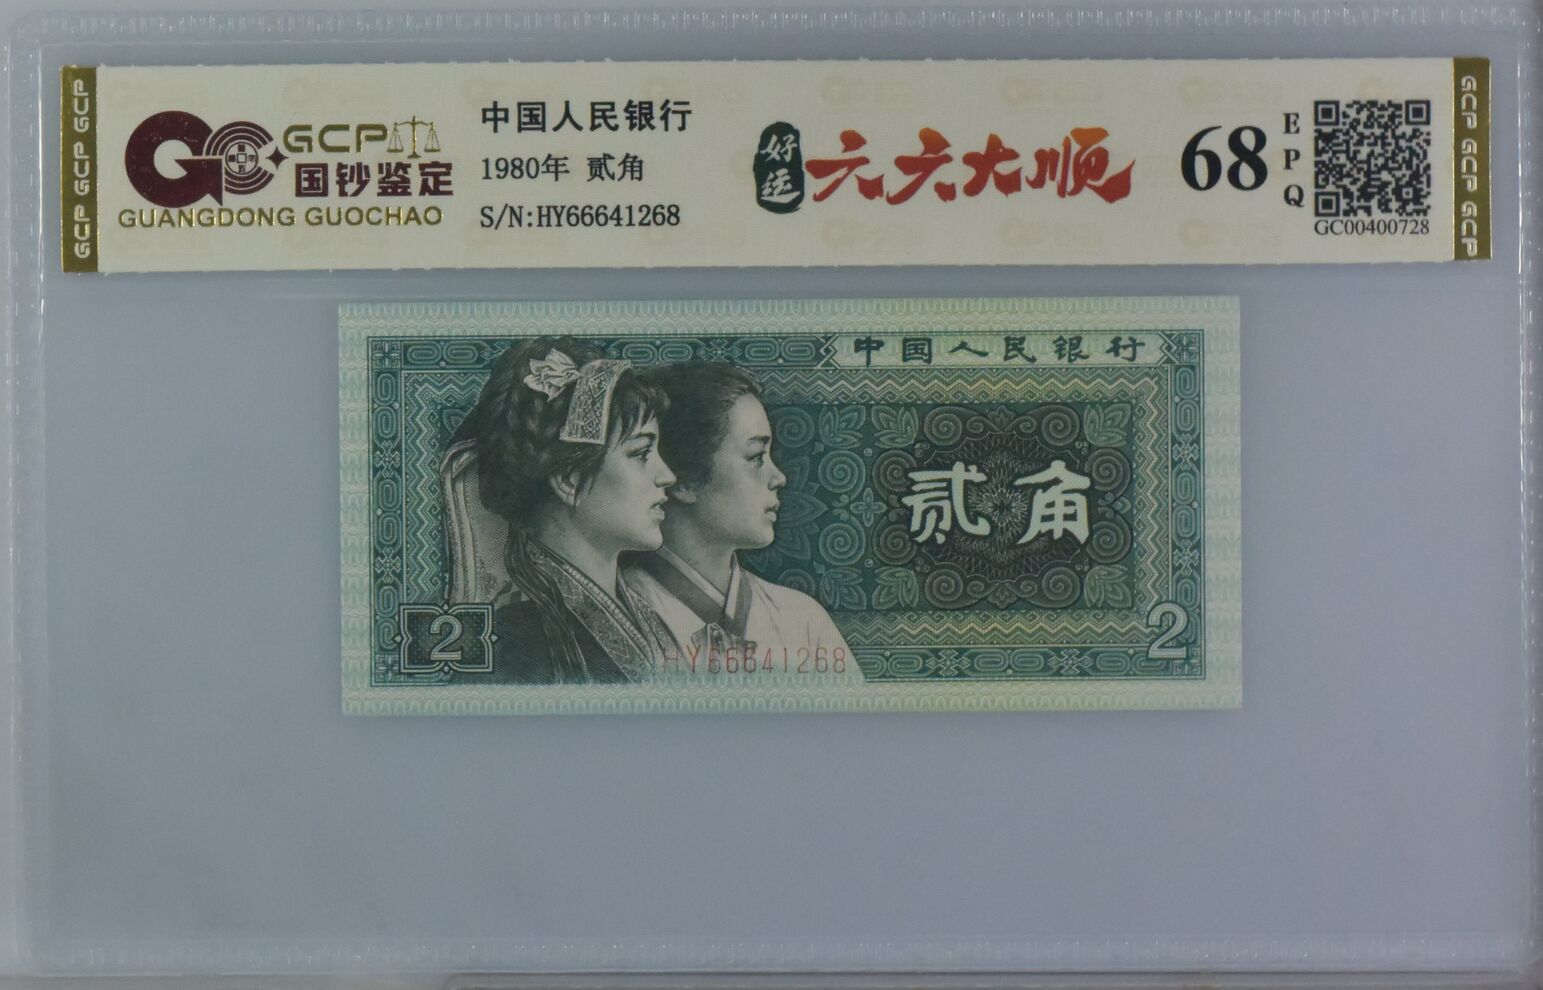 GCP
国钞鉴定
GUANGDONG GUOCHAO
中国人民银行
1980年 贰角
S/N:HY66641268
好运
六六大顺
68
EPQ
GC00400728
GCP GCP GCP
GCP GCP GCP
中国人民银行
贰角
2
2
HY66641268